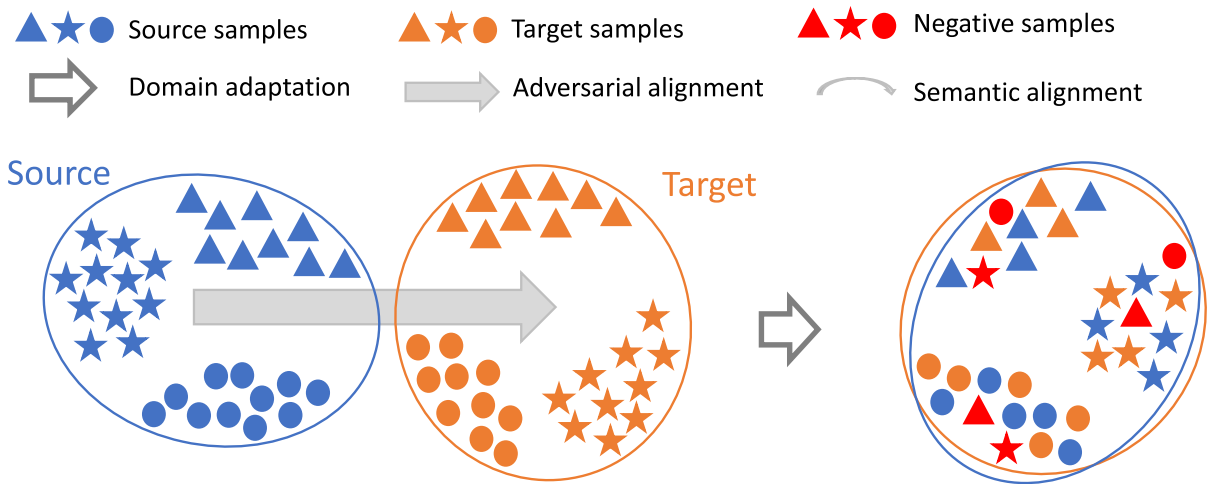 Source samples
Target samples
Negative samples
Domain adaptation
Adversarial alignment
Semantic alignment
Source
Target